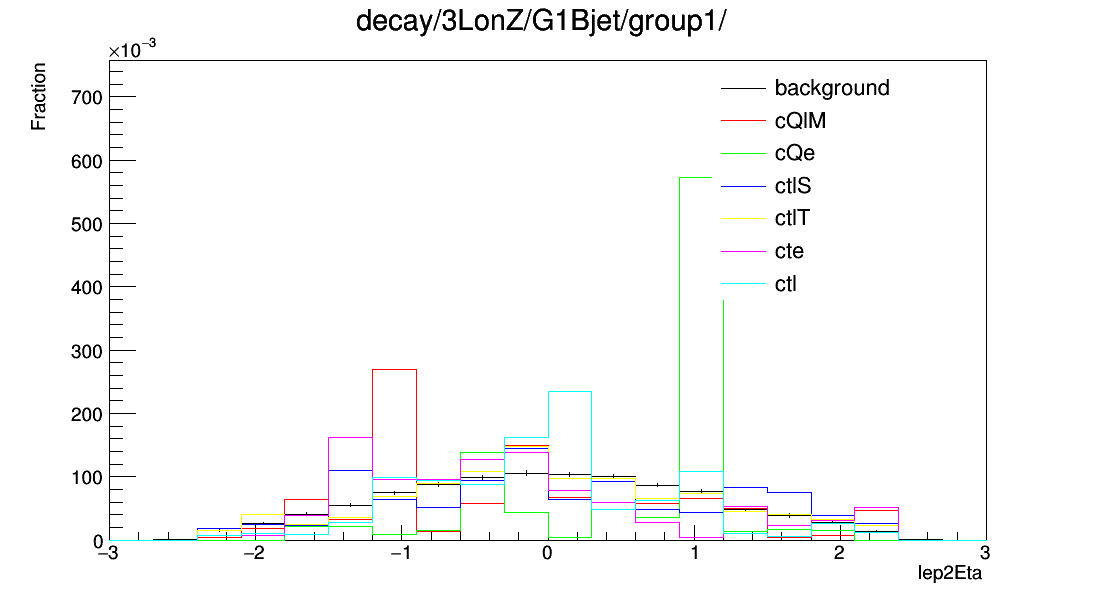 decay/3LonZ/G1Bjet/group1/
×10⁻³
Fraction
700
600
500
400
300
200
100
0
background
cQlM
cQe
ctlS
ctlT
cte
ctl
−3 −2 −1 0 1 2 3
lep2Eta